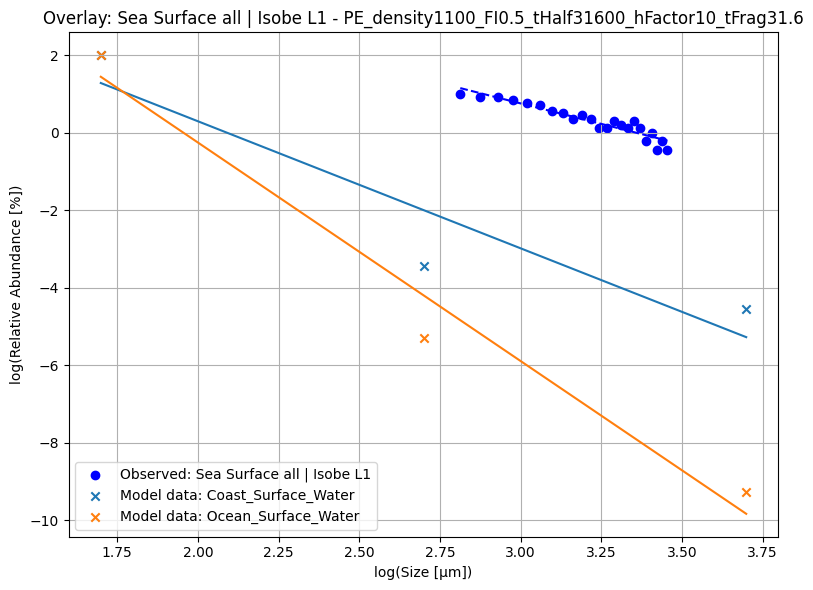 Overlay: Sea Surface all | Isobe L1 - PE_density1100_FI0.5_tHalf31600_hFactor10_tFrag31.6
log(Relative Abundance [%])
2
0
−2
−4
−6
−8
−10
Observed: Sea Surface all | Isobe L1
Model data: Coast_Surface_Water
Model data: Ocean_Surface_Water
1.75 2.00 2.25 2.50 2.75 3.00 3.25 3.50 3.75
log(Size [µm])